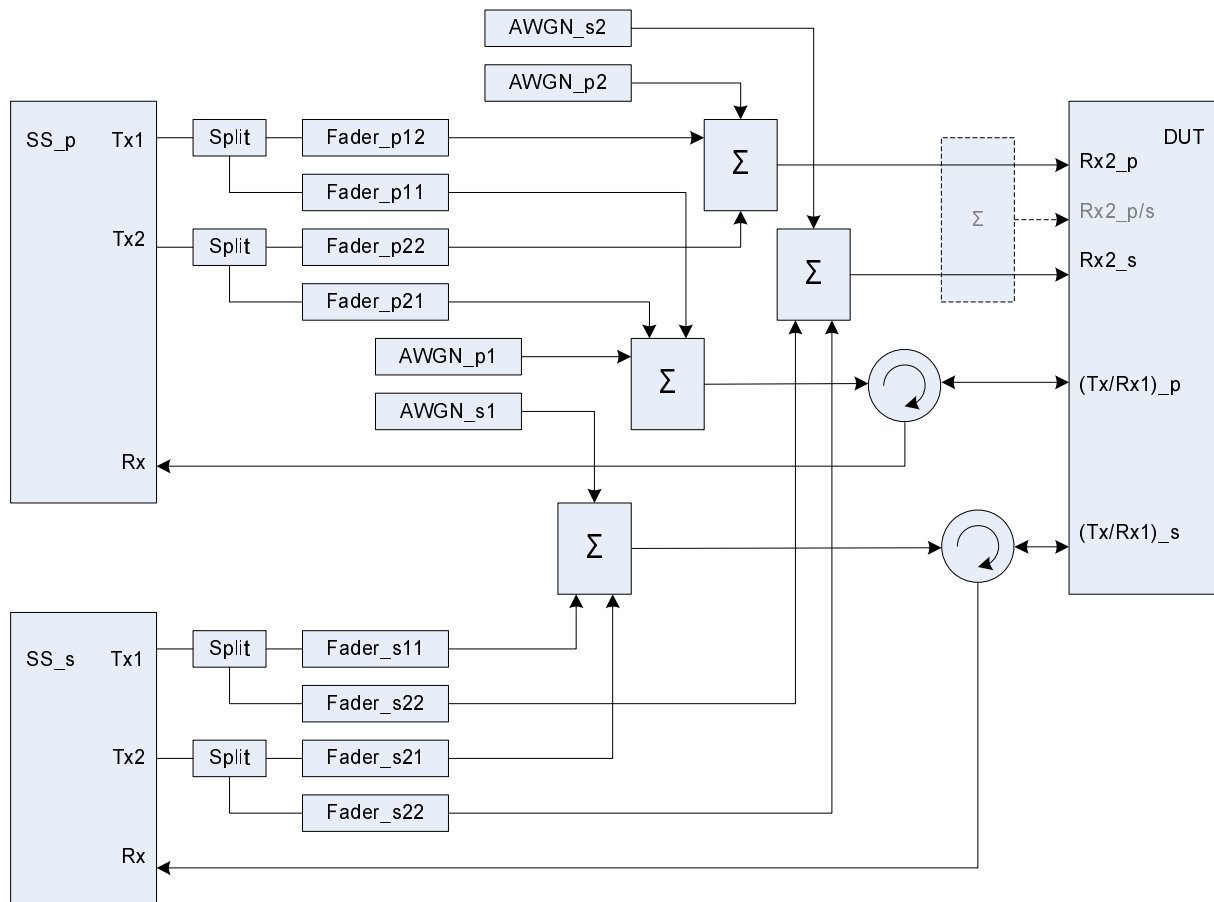 AWGN_s2
AWGN_p2
SS_p
Tx1
Split
Fader_p12
Σ
DUT
Rx2_p
Fader_p11
Σ
Rx2_p/s
Tx2
Split
Fader_p22
Σ
Rx2_s
Fader_p21
AWGN_p1
Σ
(Tx/Rx1)_p
AWGN_s1
Rx
Σ
(Tx/Rx1)_s
SS_s
Tx1
Split
Fader_s11
Fader_s22
Tx2
Split
Fader_s21
Fader_s22
Rx